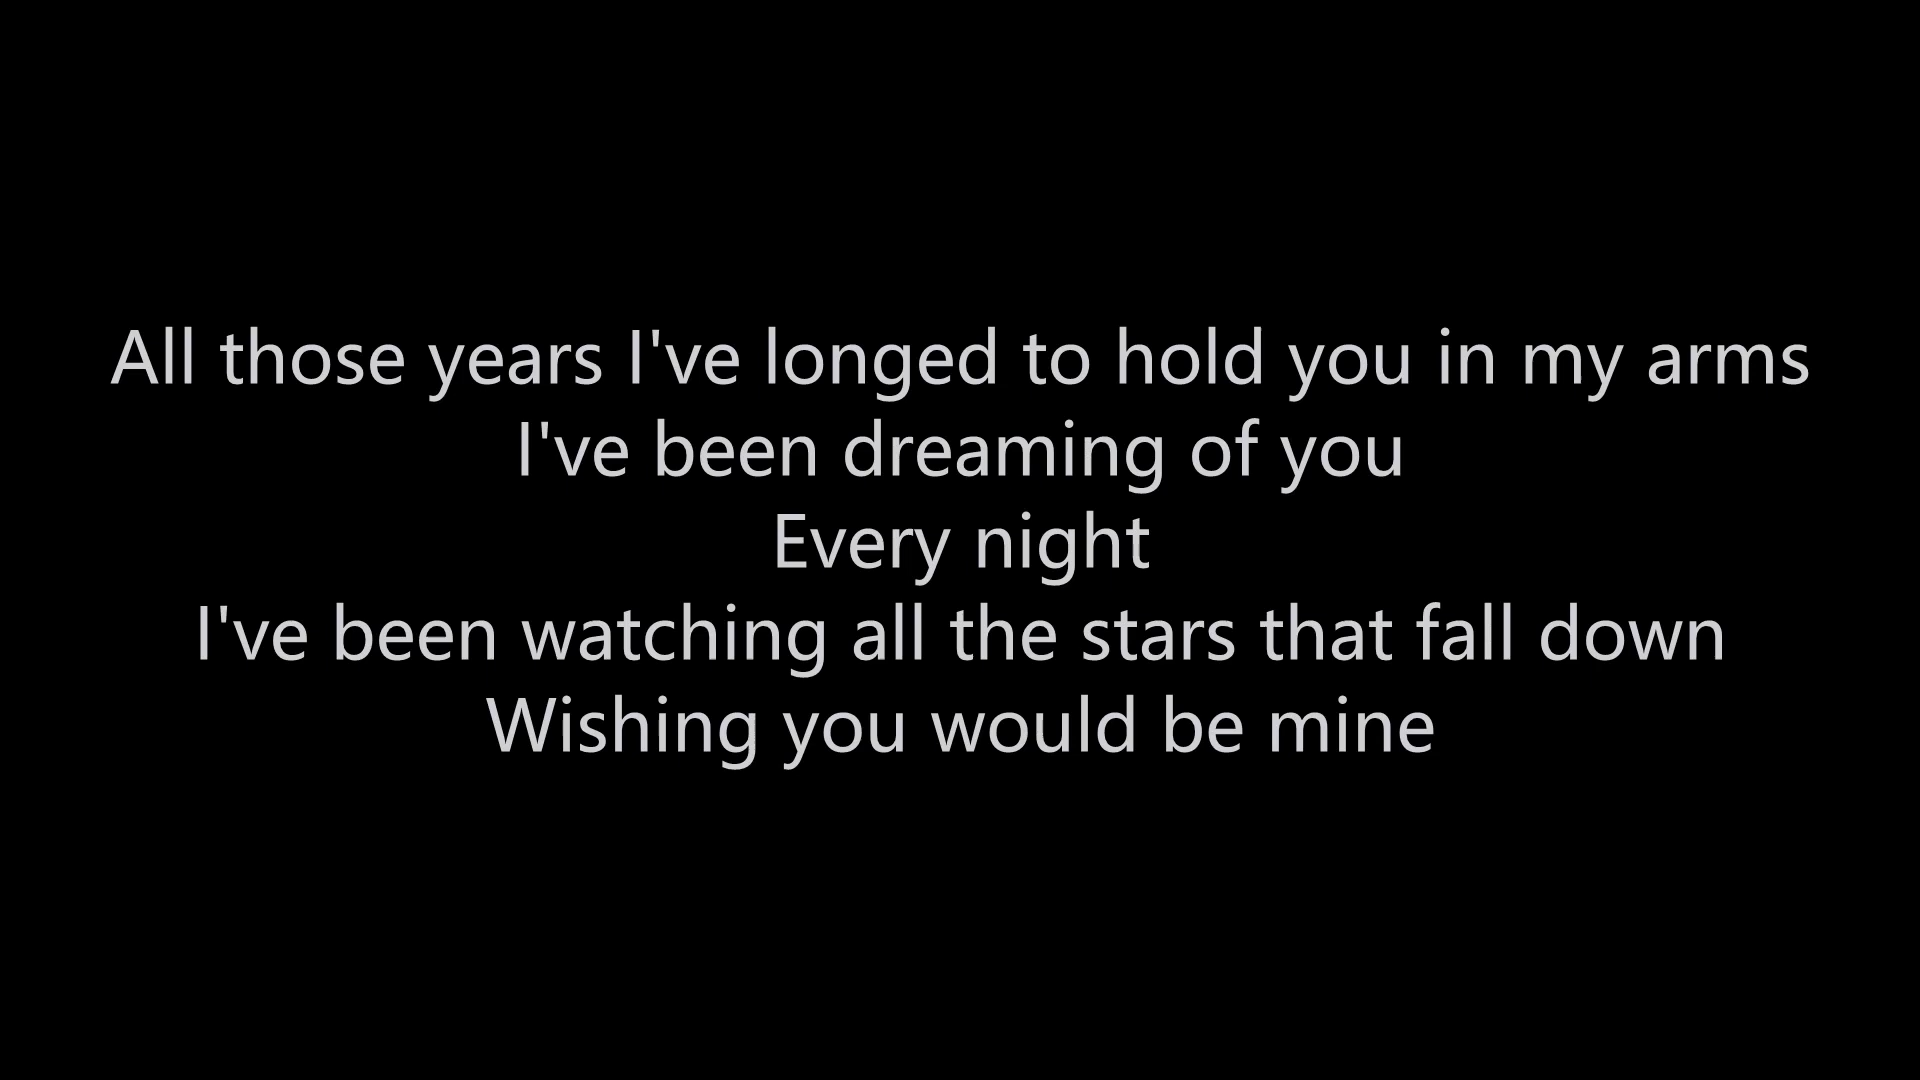 All those years I've longed to hold you in my arms
I've been dreaming of you
Every night
I've been watching all the stars that fall down
Wishing you would be mine